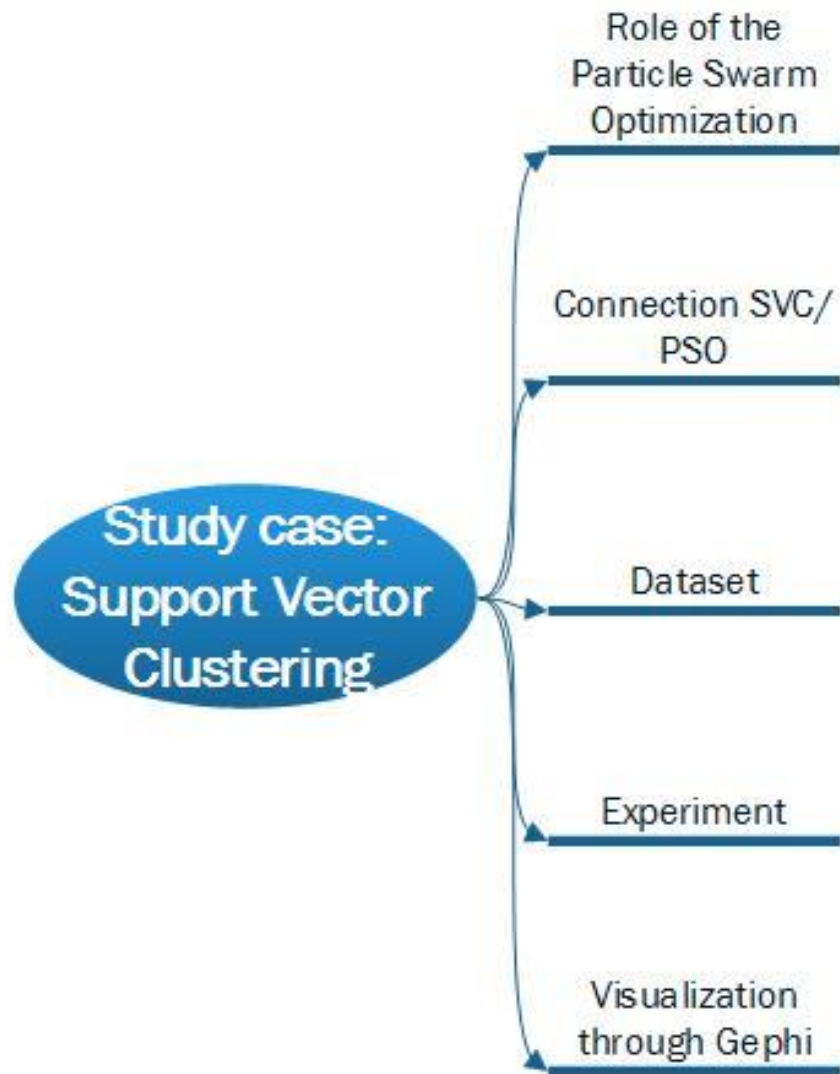 Role of the
Particle Swarm
Optimization
Connection SVC/
PSO
Study case:
Support Vector
Clustering
Dataset
Experiment
Visualization
through Gephi